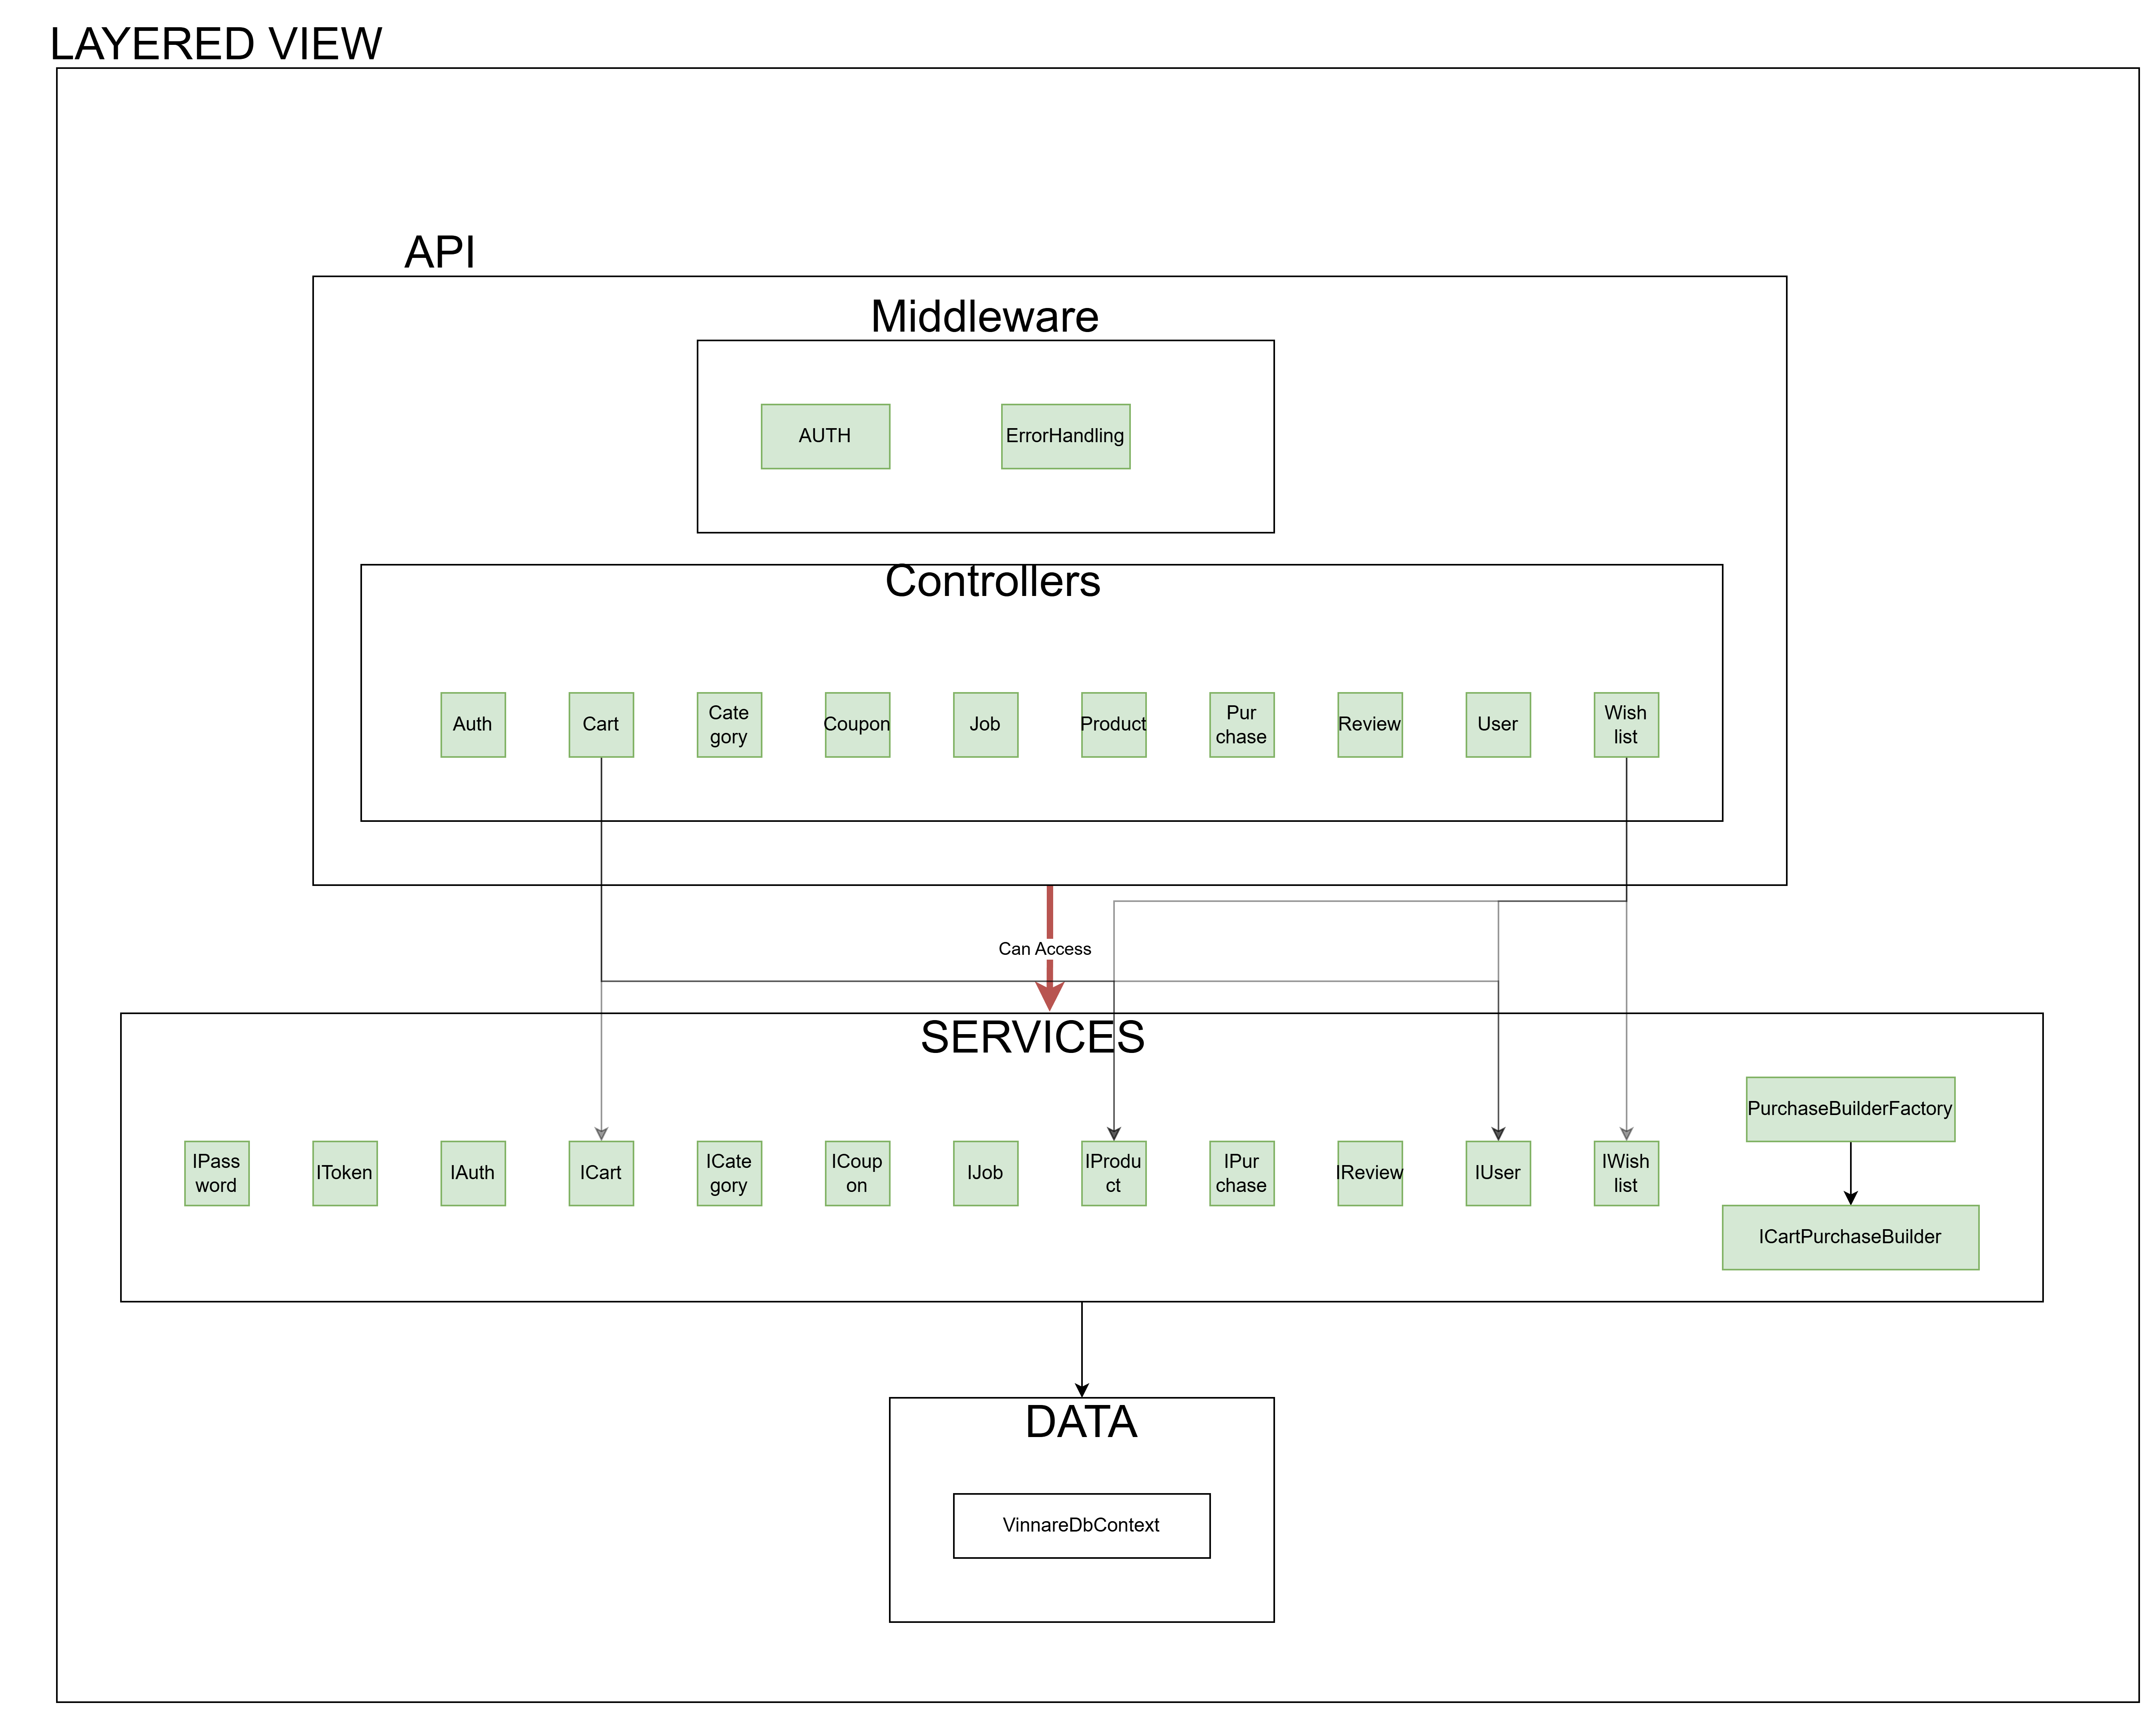 LAYERED VIEW
API
Middleware
AUTH
ErrorHandling
Controllers
Auth
Cart
Cate
gory
Coupon
Job
Product
Pur
chase
Review
User
Wish
list
Can Access
SERVICES
PurchaseBuilderFactory
IPass
word
IToken
IAuth
ICart
ICate
gory
ICoup
on
IJob
IProdu
ct
IPur
chase
IReview
IUser
IWish
list
ICartPurchaseBuilder
DATA
VinnareDbContext